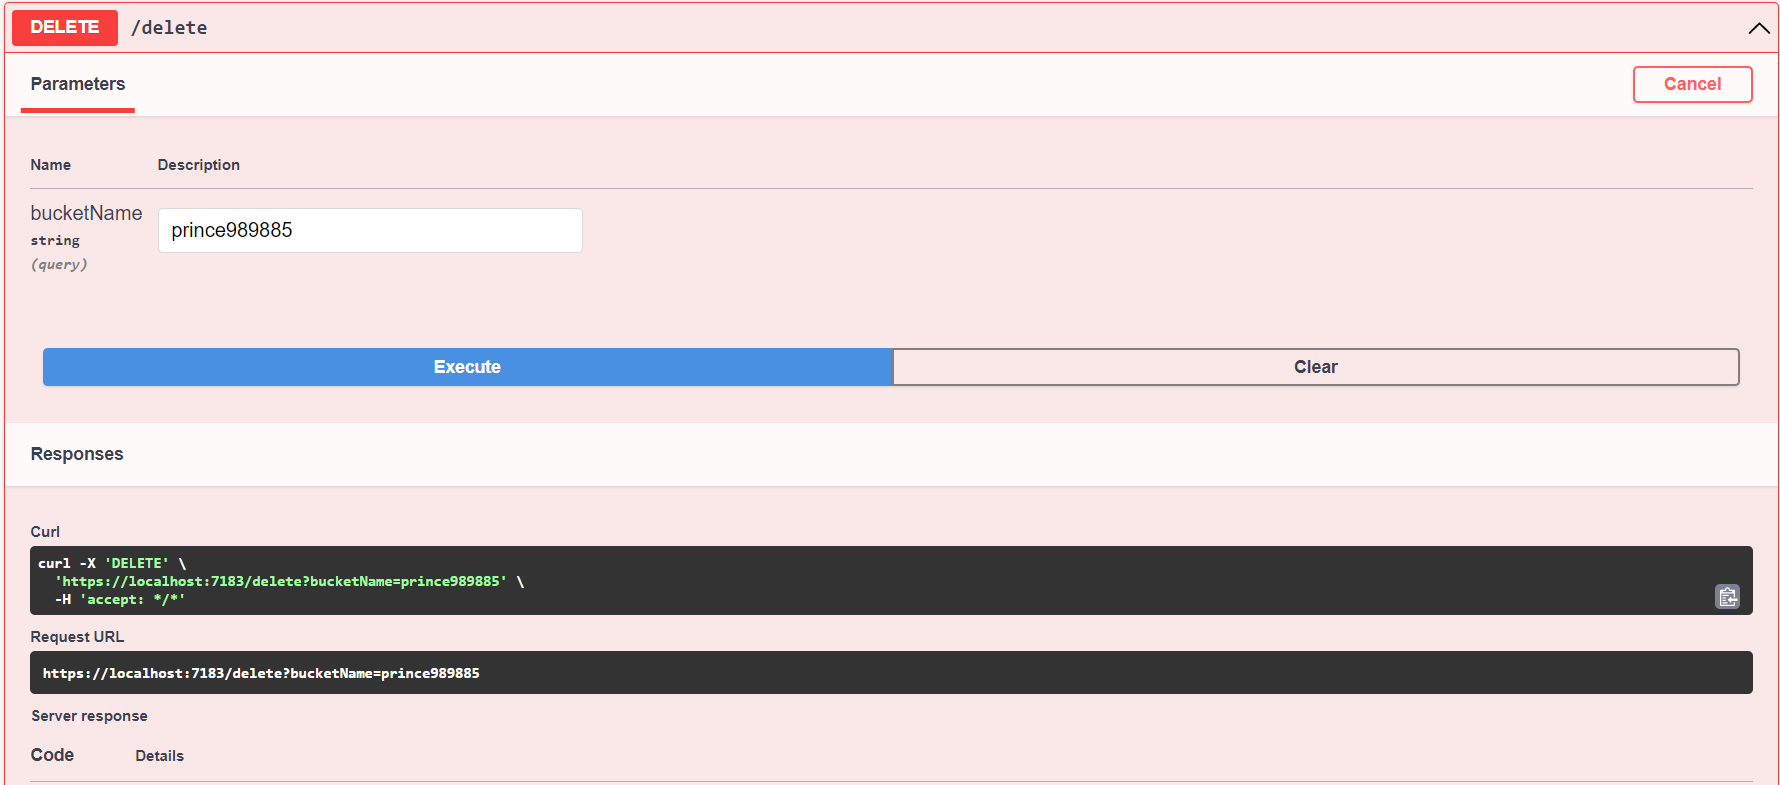 DELETE /delete
Parameters Cancel
Name Description
bucketName
string
(query)
prince989885
Execute Clear
Responses
Curl
curl -X 'DELETE' \
  'https://localhost:7183/delete?bucketName=prince989885' \
  -H 'accept: */*'
Request URL
https://localhost:7183/delete?bucketName=prince989885
Server response
Code Details